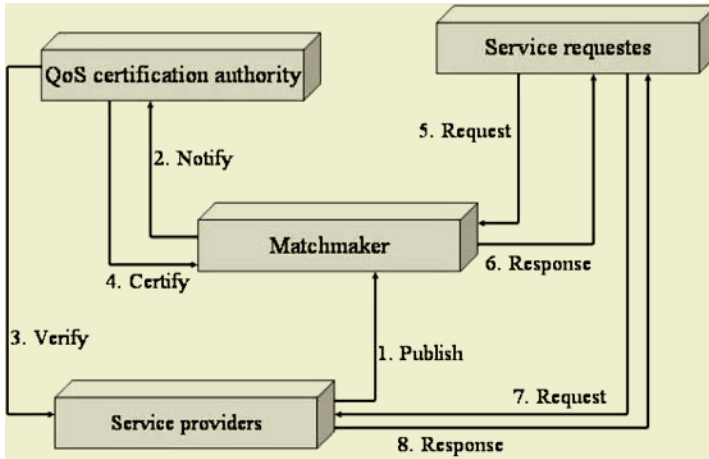 Service requestes
QoS certification authority
5. Request
2. Notify
Matchmaker
6. Response
4. Certify
3. Verify
1. Publish
7. Request
Service providers
8. Response